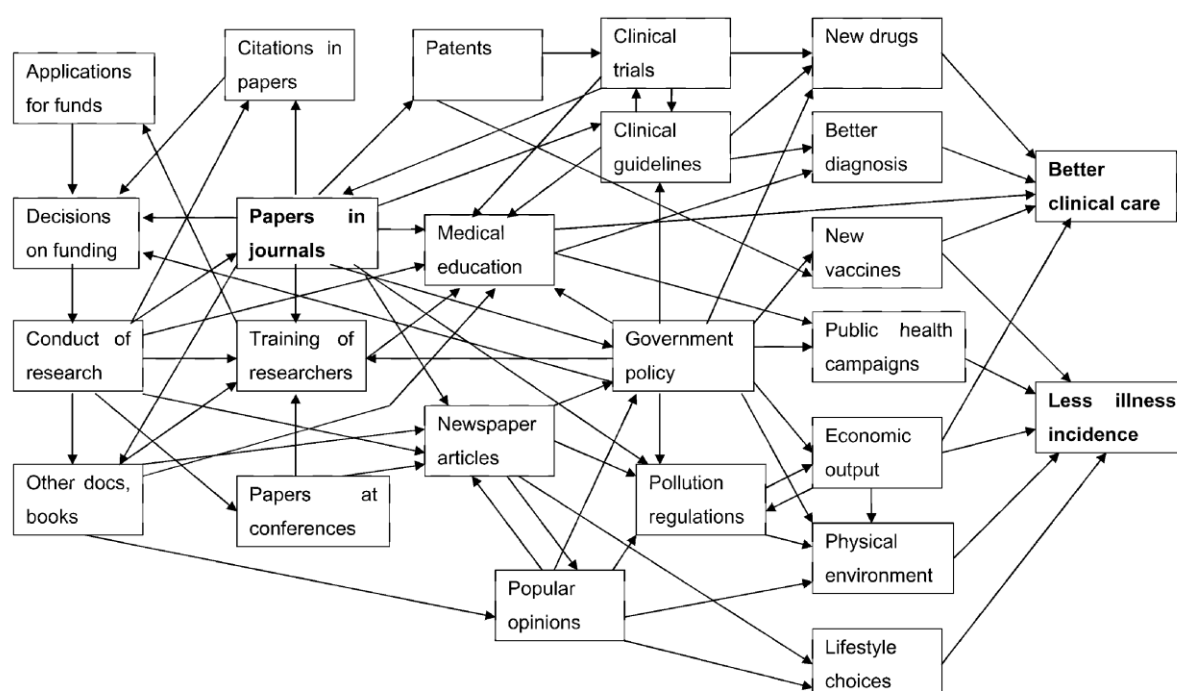 Applications
for funds
Citations in
papers
Patents
Clinical
trials
New drugs
Clinical
guidelines
Better
diagnosis
Better
clinical care
Decisions
on funding
Papers in
journals
Medical
education
New
vaccines
Conduct of
research
Training of
researchers
Government
policy
Public health
campaigns
Newspaper
articles
Economic
output
Less illness
incidence
Other docs,
books
Papers at
conferences
Pollution
regulations
Physical
environment
Popular
opinions
Lifestyle
choices